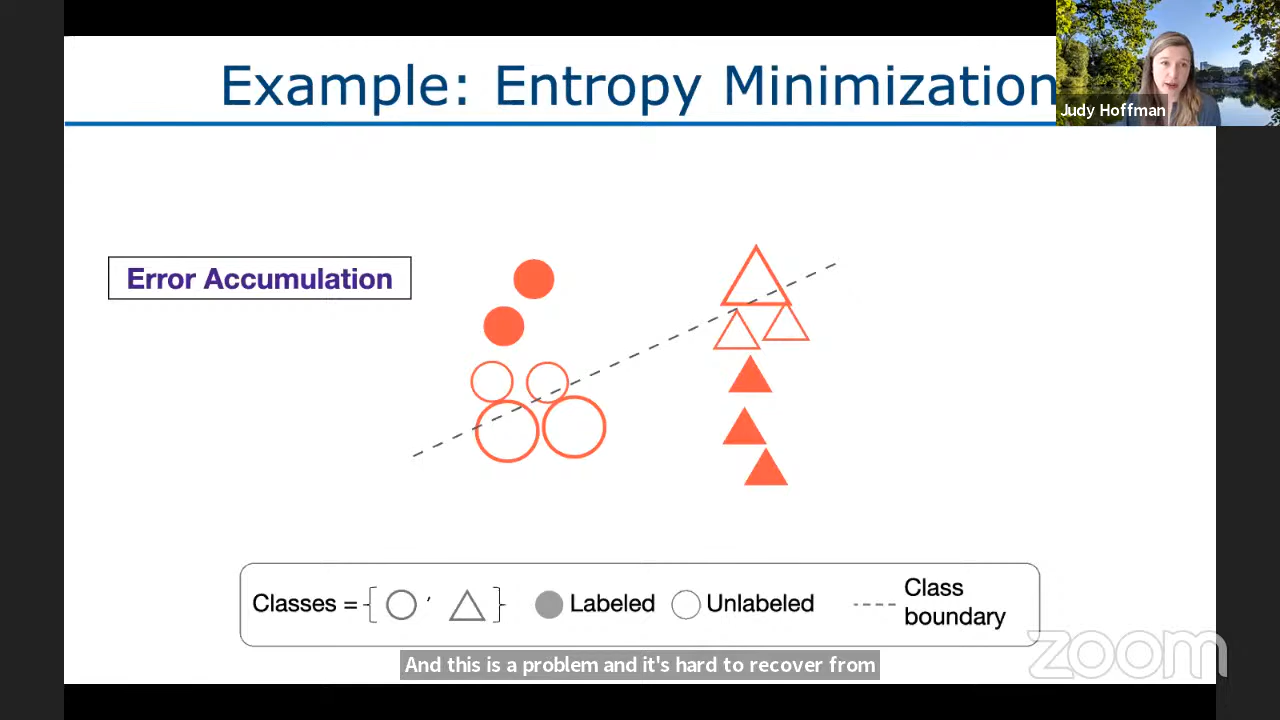 Example: Entropy Minimization
Judy Hoffman
Error Accumulation
Classes = { , }
Labeled
Unlabeled
Class
boundary
And this is a problem and it's hard to recover from
zoom